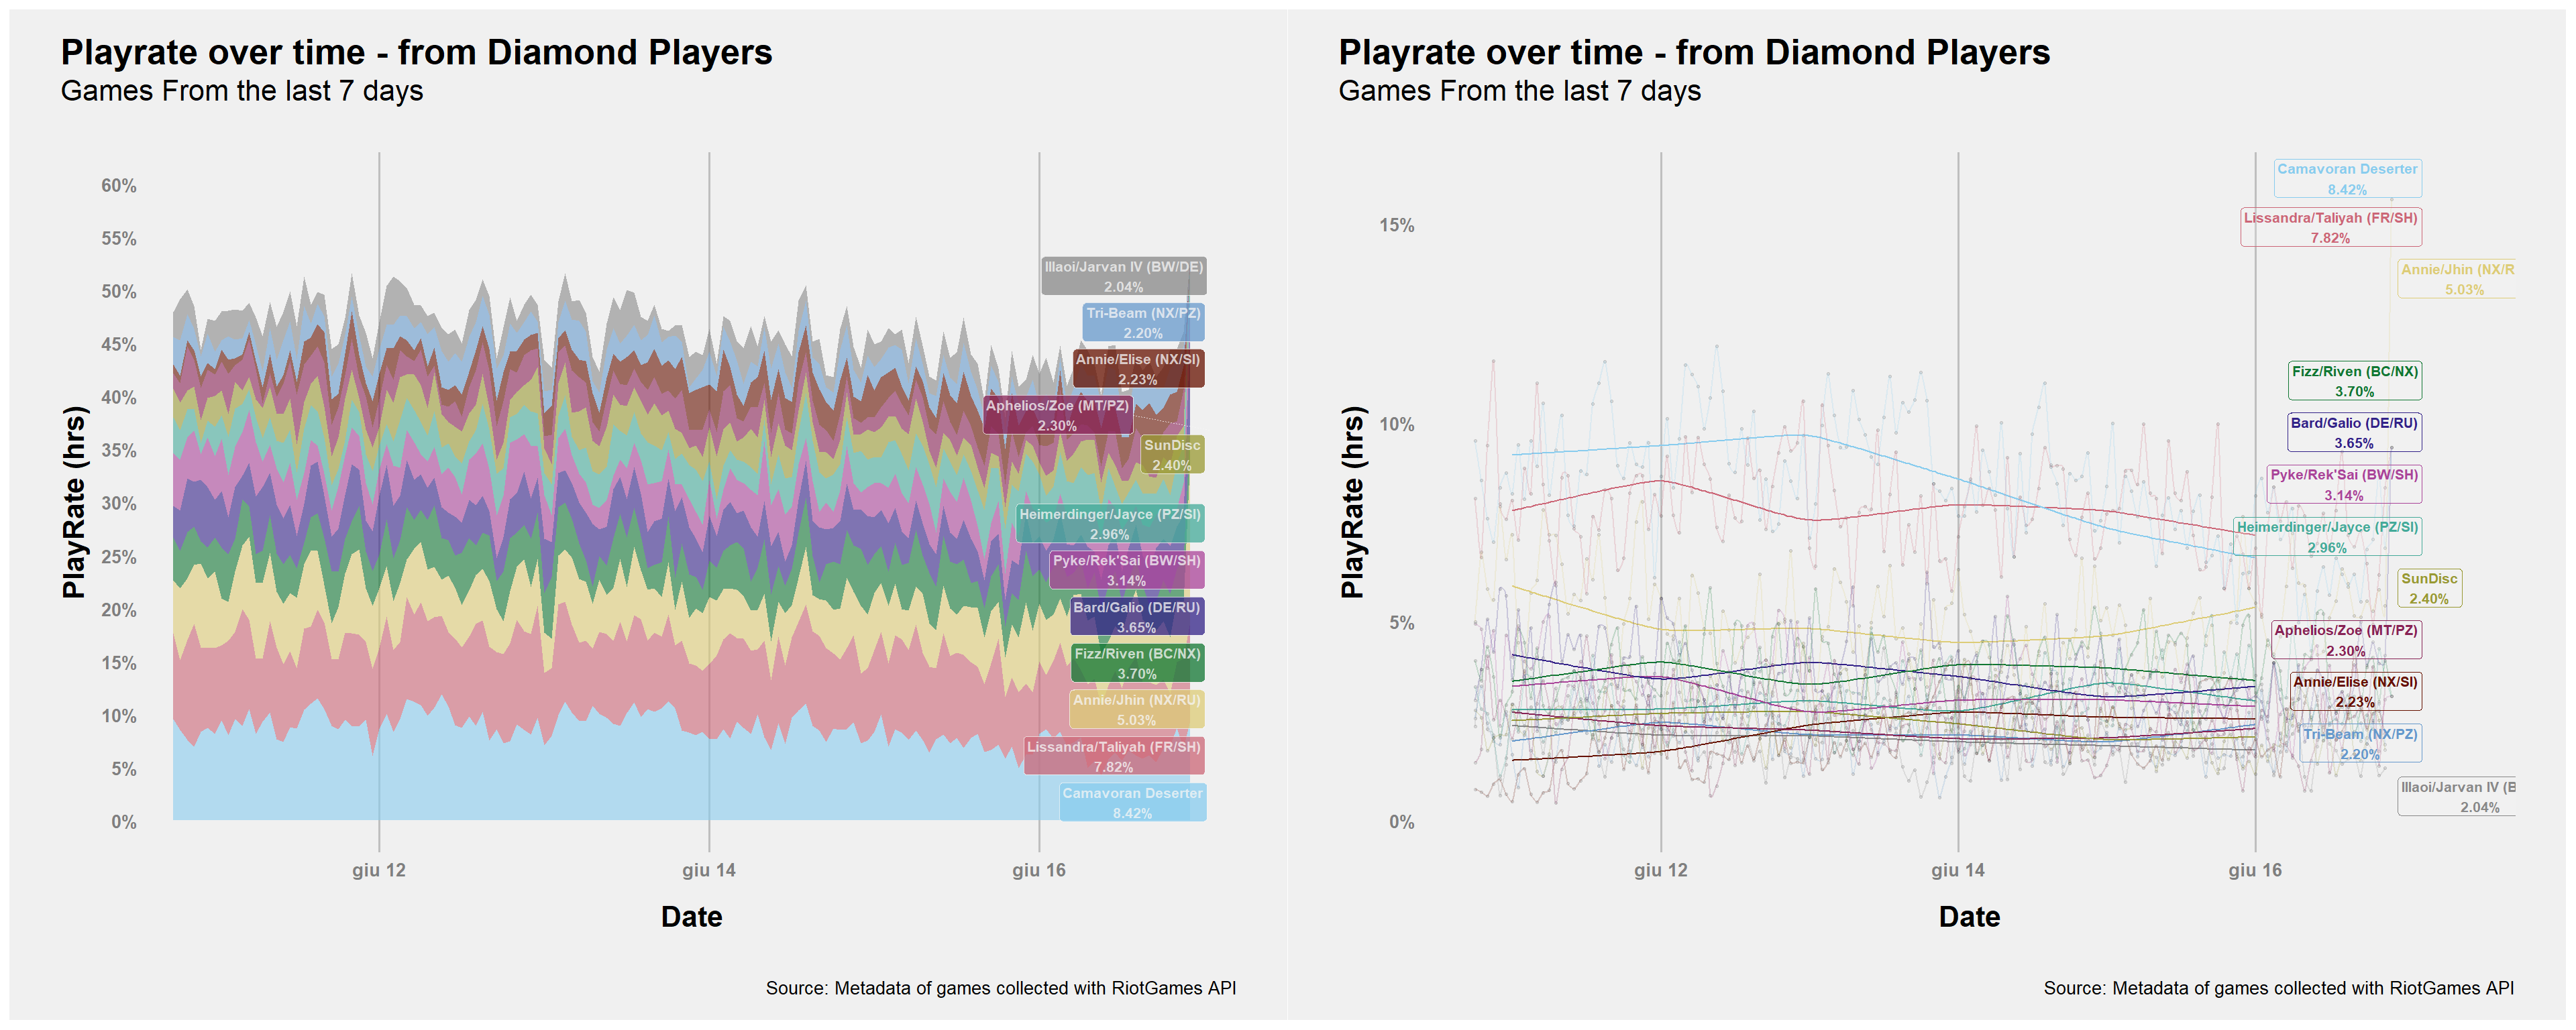 Playrate over time - from Diamond Players
Games From the last 7 days
60%
55%
50%
45%
40%
35%
30%
25%
20%
15%
10%
5%
0%
PlayRate (hrs)
Illaoi/Jarvan IV (BW/DE)
2.04%
Tri-Beam (NX/PZ)
2.20%
Annie/Elise (NX/SI)
2.23%
Aphelios/Zoe (MT/PZ)
2.30%
SunDisc
2.40%
Heimerdinger/Jayce (PZ/SI)
2.96%
Pyke/Rek'Sai (BW/SH)
3.14%
Bard/Galio (DE/RU)
3.65%
Fizz/Riven (BC/NX)
3.70%
Annie/Jhin (NX/RU)
5.03%
Lissandra/Taliyah (FR/SH)
7.82%
Camavoran Deserter
8.42%
giu 12
giu 14
giu 16
Date
Source: Metadata of games collected with RiotGames API
Playrate over time - from Diamond Players
Games From the last 7 days
15%
10%
5%
0%
PlayRate (hrs)
Camavoran Deserter
8.42%
Lissandra/Taliyah (FR/SH)
7.82%
Annie/Jhin (NX/R
5.03%
Fizz/Riven (BC/NX)
3.70%
Bard/Galio (DE/RU)
3.65%
Pyke/Rek'Sai (BW/SH)
3.14%
Heimerdinger/Jayce (PZ/SI)
2.96%
SunDisc
2.40%
Aphelios/Zoe (MT/PZ)
2.30%
Annie/Elise (NX/SI)
2.23%
Tri-Beam (NX/PZ)
2.20%
Illaoi/Jarvan IV (B
2.04%
giu 12
giu 14
giu 16
Date
Source: Metadata of games collected with RiotGames API